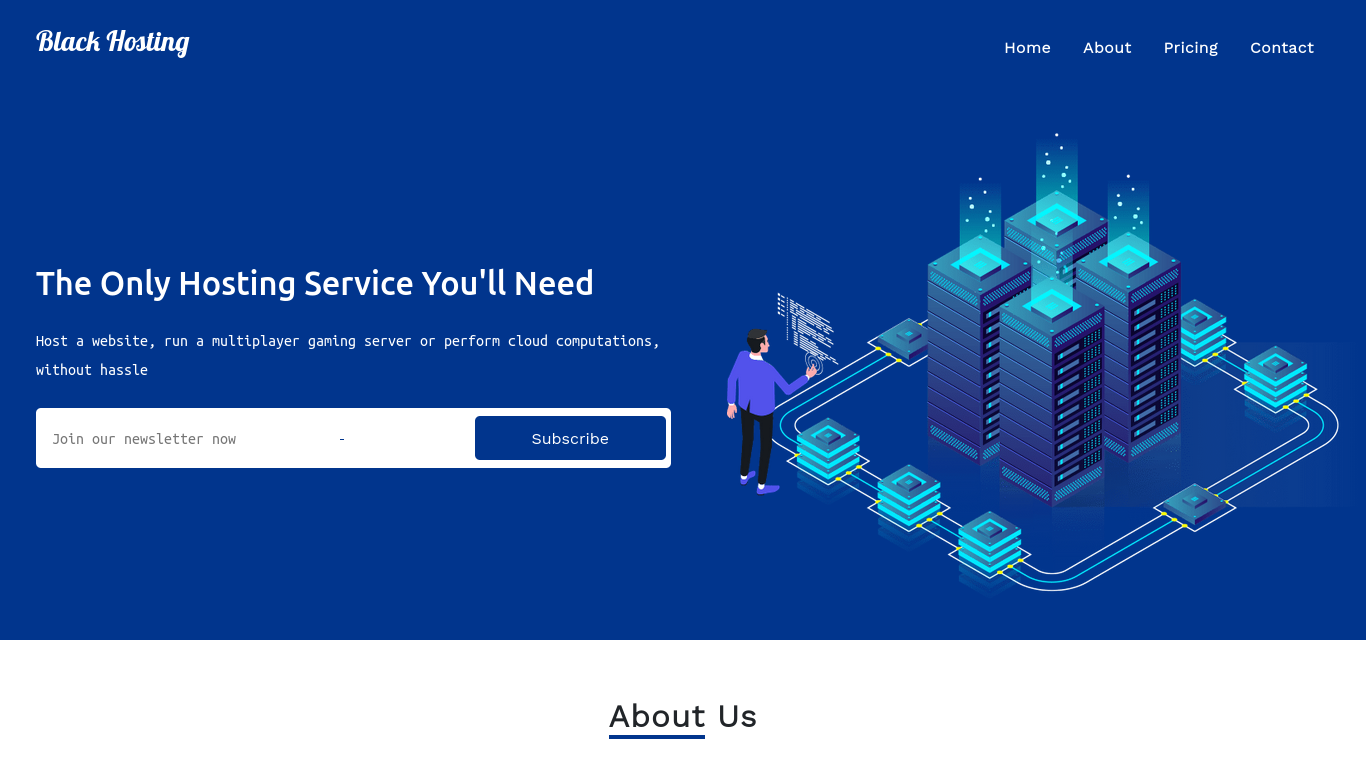 Black Hosting
Home
About
Pricing
Contact
The Only Hosting Service You'll Need
Host a website, run a multiplayer gaming server or perform cloud computations,
without hassle
Join our newsletter now
-
Subscribe
About Us